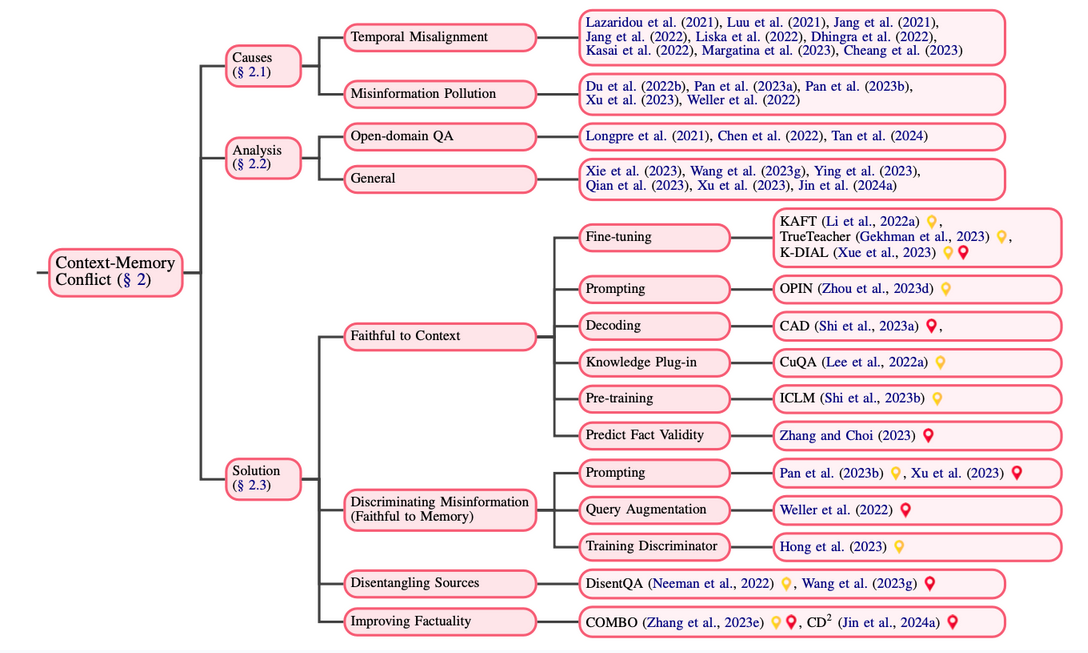 Context-Memory
Conflict (§ 2)
Causes
(§ 2.1)
Temporal Misalignment
Lazaridou et al. (2021), Luu et al. (2021), Jang et al. (2021),
Jang et al. (2022), Liska et al. (2022), Dhingra et al. (2022),
Kasai et al. (2022), Margatina et al. (2023), Cheang et al. (2023)
Misinformation Pollution
Du et al. (2022b), Pan et al. (2023a), Pan et al. (2023b),
Xu et al. (2023), Weller et al. (2022)
Analysis
(§ 2.2)
Open-domain QA
Longpre et al. (2021), Chen et al. (2022), Tan et al. (2024)
General
Xie et al. (2023), Wang et al. (2023g), Ying et al. (2023),
Qian et al. (2023), Xu et al. (2023), Jin et al. (2024a)
Solution
(§ 2.3)
Faithful to Context
Fine-tuning
KAFT (Li et al., 2022a) ,
TrueTeacher (Gekhman et al., 2023) ,
K-DIAL (Xue et al., 2023)
Prompting
OPIN (Zhou et al., 2023d)
Decoding
CAD (Shi et al., 2023a) ,
Knowledge Plug-in
CuQA (Lee et al., 2022a)
Pre-training
ICLM (Shi et al., 2023b)
Predict Fact Validity
Zhang and Choi (2023)
Discriminating Misinformation
(Faithful to Memory)
Prompting
Pan et al. (2023b) , Xu et al. (2023)
Query Augmentation
Weller et al. (2022)
Training Discriminator
Hong et al. (2023)
Disentangling Sources
DisentQA (Neeman et al., 2022) , Wang et al. (2023g)
Improving Factuality
COMBO (Zhang et al., 2023e) , CD² (Jin et al., 2024a)